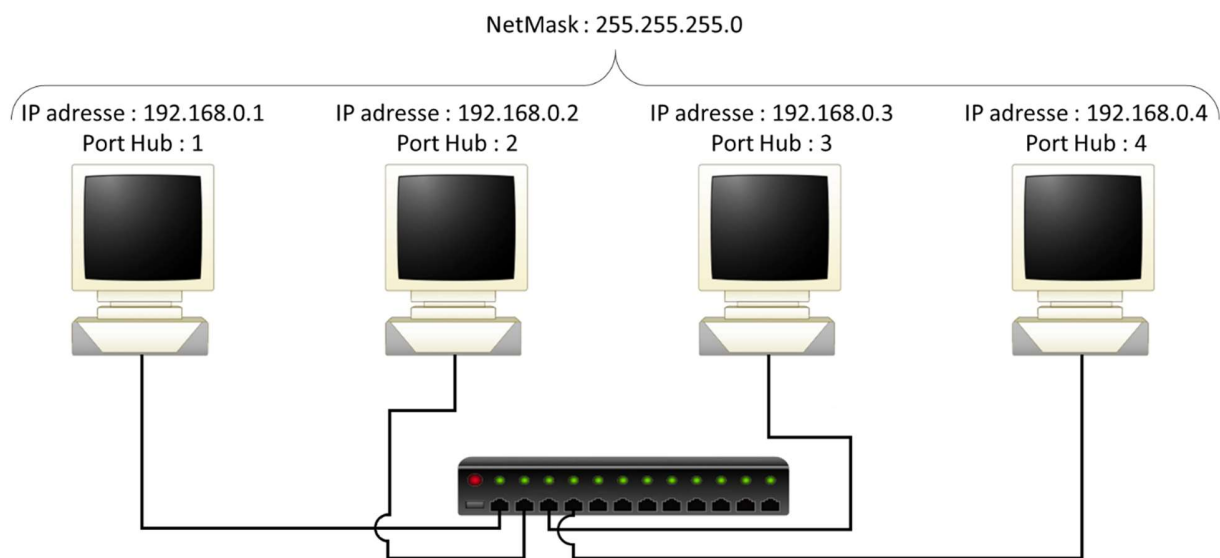 NetMask : 255.255.255.0
IP adresse : 192.168.0.1
Port Hub : 1
IP adresse : 192.168.0.2
Port Hub : 2
IP adresse : 192.168.0.3
Port Hub : 3
IP adresse : 192.168.0.4
Port Hub : 4